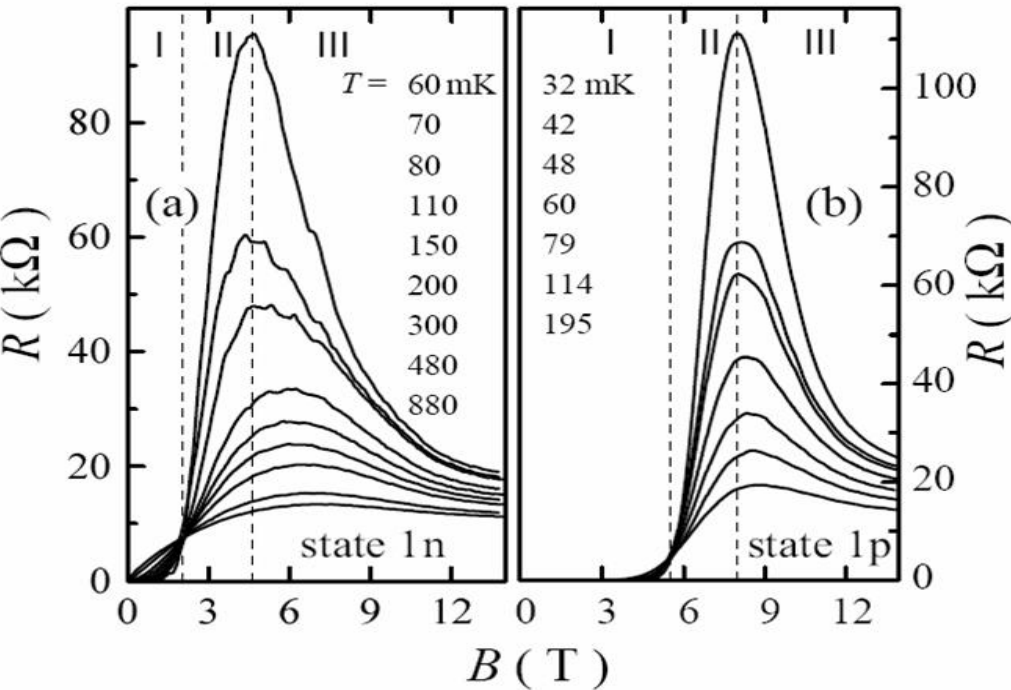 I II III
T = 60 mK
70
80
110
150
200
300
480
880
(a)
state 1n
R ( kΩ )
80
60
40
20
0
0 3 6 9 12
I II III
32 mK
42
48
60
79
114
195
(b)
state 1p
R ( kΩ )
100
80
60
40
20
0
0 3 6 9 12
B ( T )